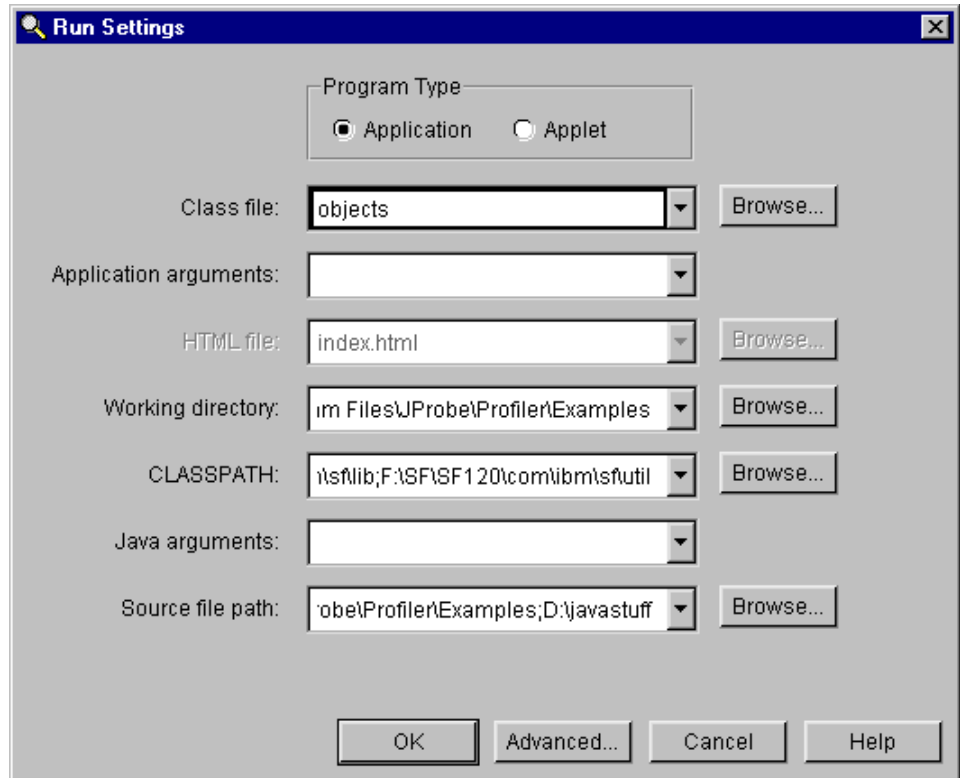 Run Settings
Program Type
Application Applet
Class file: objects Browse...
Application arguments:
HTML file: index.html Browse...
Working directory: ım Files\JProbe\Profiler\Examples Browse...
CLASSPATH: \sf\lib;F:\SF\SF120\com\ibm\sf\util Browse...
Java arguments:
Source file path: obe\Profiler\Examples;D:\javastuff Browse...
OK Advanced... Cancel Help